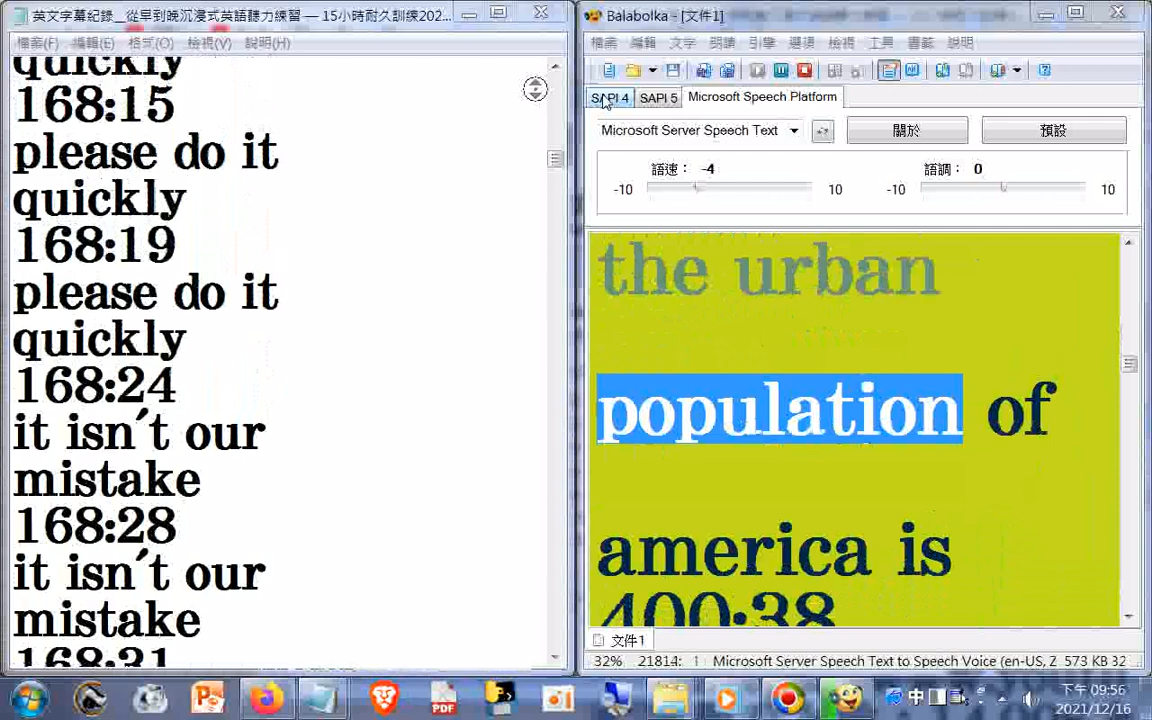 英文字幕紀錄__從早到晚沉浸式英語聽力練習 — 15小時耐久訓練202...
檔案(F) 編輯(E) 格式(O) 檢視(V) 說明(H)
quickly
168:15
please do it
quickly
168:19
please do it
quickly
168:24
it isn´t our
mistake
168:28
it isn´t our
mistake
168:31
Balabolka - [文件1]
檔案 編輯 文字 朗讀 引擎 選項 檢視 工具 書籤 說明
SAPI 4 SAPI 5 Microsoft Speech Platform
Microsoft Server Speech Text 關於 預設
語速： -4 語調： 0
-10 10 -10 10
the urban
population of
america is
400:38
文件1
32% 21814: 1 Microsoft Server Speech Text to Speech Voice (en-US, Z 573 KB 32
PDF 中 下午 09:56
2021/12/16